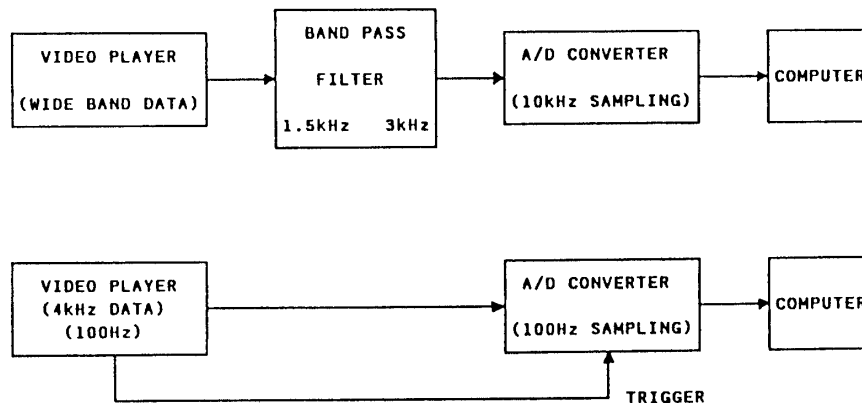 VIDEO PLAYER
(WIDE BAND DATA)
BAND PASS
FILTER
1.5kHz 3kHz
A/D CONVERTER
(10kHz SAMPLING)
COMPUTER
VIDEO PLAYER
(4kHz DATA)
(100Hz)
A/D CONVERTER
(100Hz SAMPLING)
COMPUTER
TRIGGER